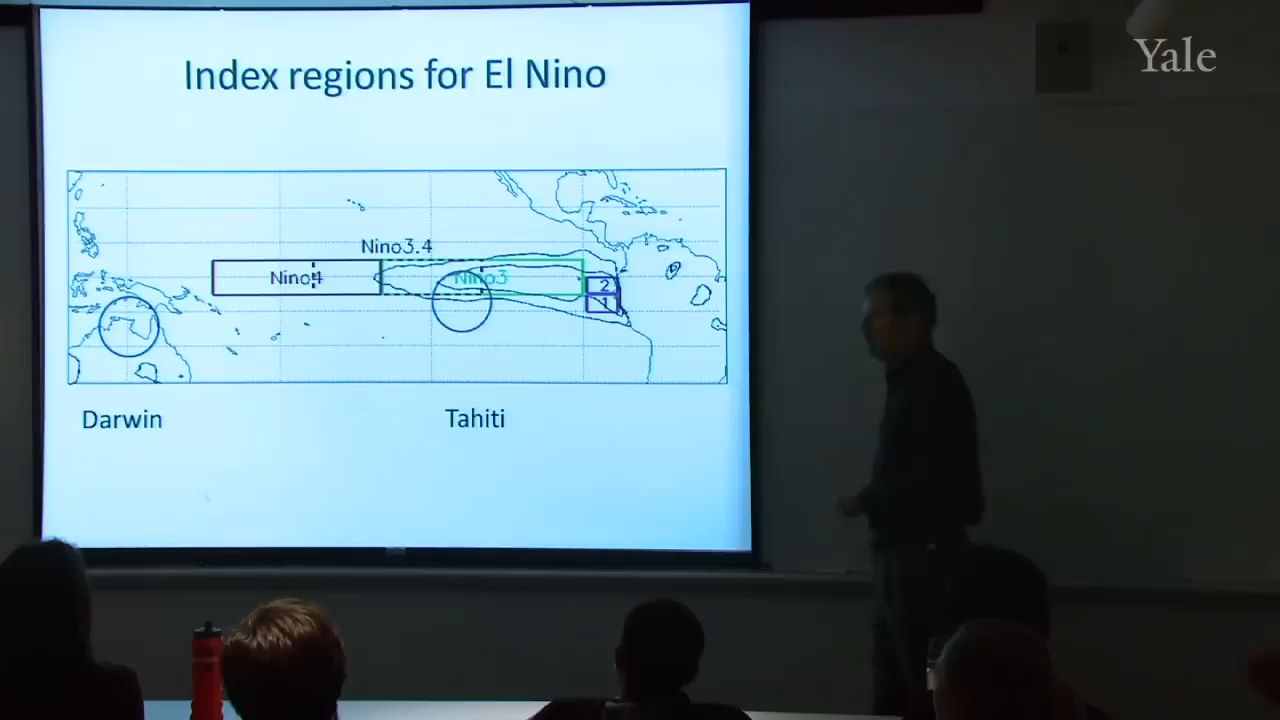 Yale
Index regions for El Nino
Nino3.4
Nino4
Nino3
2
1
Darwin
Tahiti